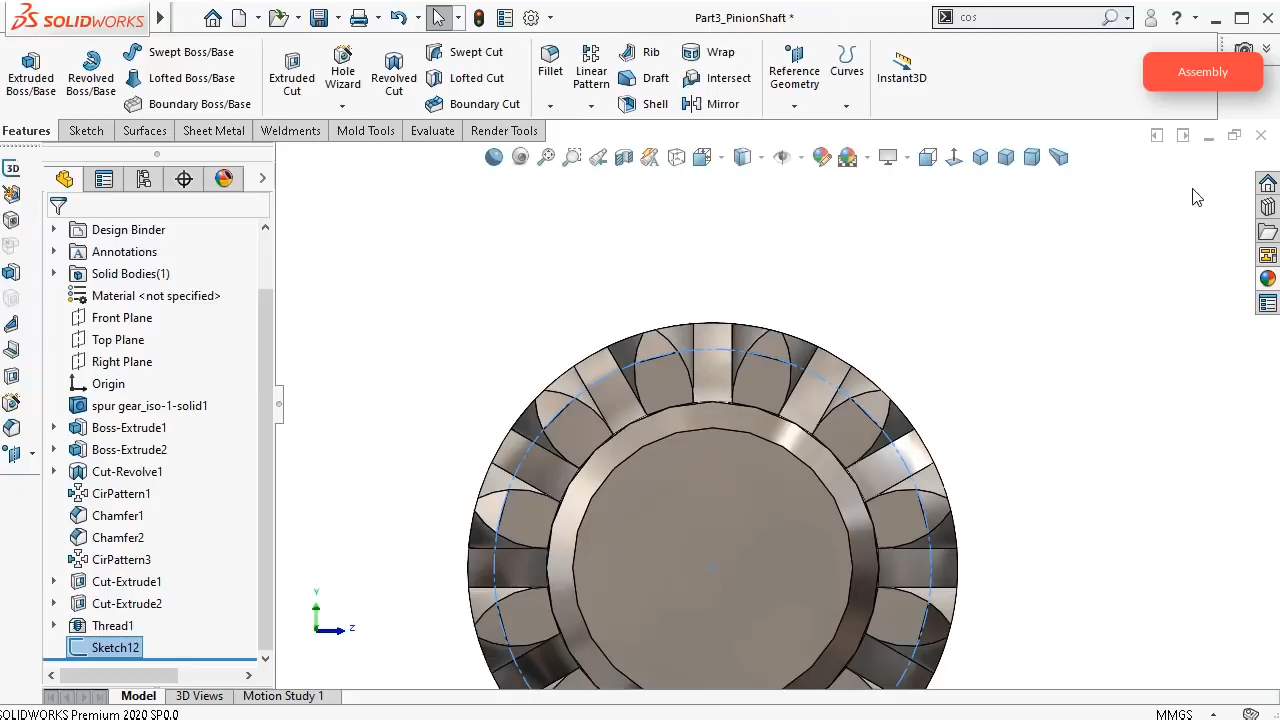 SOLIDWORKS
Part3_PinionShaft *
cos
Assembly
Extruded Boss/Base
Revolved Boss/Base
Swept Boss/Base
Lofted Boss/Base
Boundary Boss/Base
Extruded Cut
Hole Wizard
Revolved Cut
Swept Cut
Lofted Cut
Boundary Cut
Fillet
Linear Pattern
Rib
Draft
Shell
Wrap
Intersect
Mirror
Reference Geometry
Curves
Instant3D
Features Sketch Surfaces Sheet Metal Weldments Mold Tools Evaluate Render Tools
3D
Design Binder
Annotations
Solid Bodies(1)
Material <not specified>
Front Plane
Top Plane
Right Plane
Origin
spur gear_iso-1-solid1
Boss-Extrude1
Boss-Extrude2
Cut-Revolve1
CirPattern1
Chamfer1
Chamfer2
CirPattern3
Cut-Extrude1
Cut-Extrude2
Thread1
Sketch12
Y
Z
Model 3D Views Motion Study 1
SOLIDWORKS Premium 2020 SP0.0
MMGS